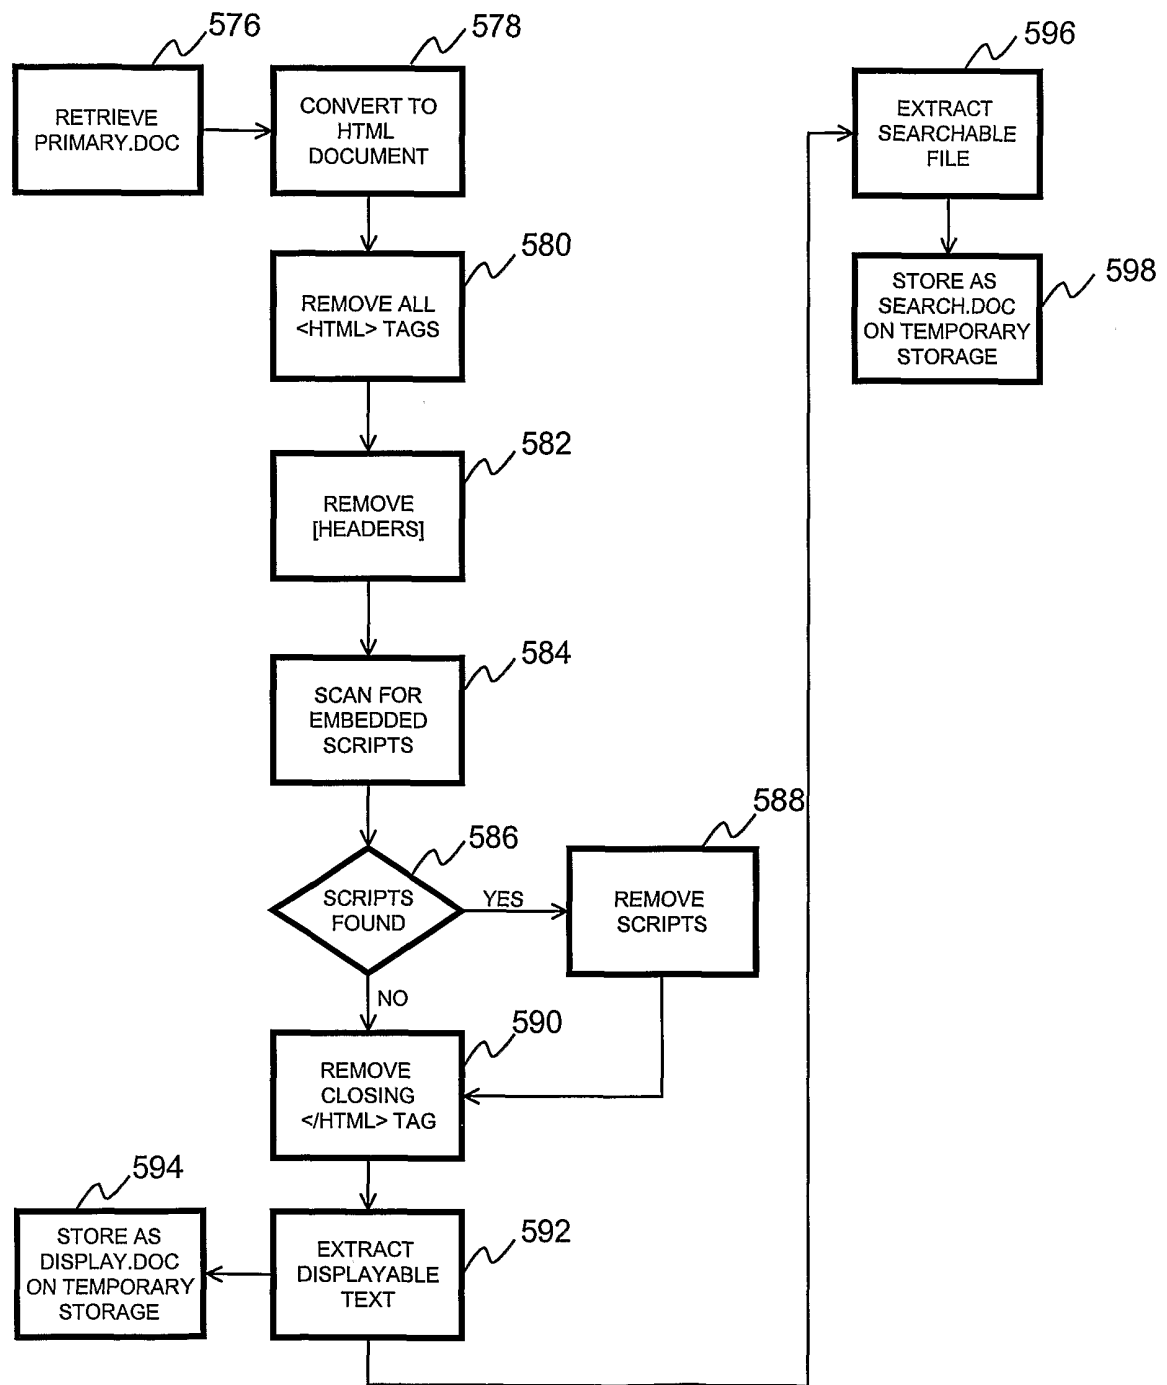 576
RETRIEVE
PRIMARY.DOC
578
CONVERT TO
HTML
DOCUMENT
580
REMOVE ALL
<HTML> TAGS
582
REMOVE
[HEADERS]
584
SCAN FOR
EMBEDDED
SCRIPTS
586
SCRIPTS
FOUND
YES
588
REMOVE
SCRIPTS
NO
590
REMOVE
CLOSING
</HTML> TAG
592
EXTRACT
DISPLAYABLE
TEXT
594
STORE AS
DISPLAY.DOC
ON TEMPORARY
STORAGE
596
EXTRACT
SEARCHABLE
FILE
598
STORE AS
SEARCH.DOC
ON TEMPORARY
STORAGE